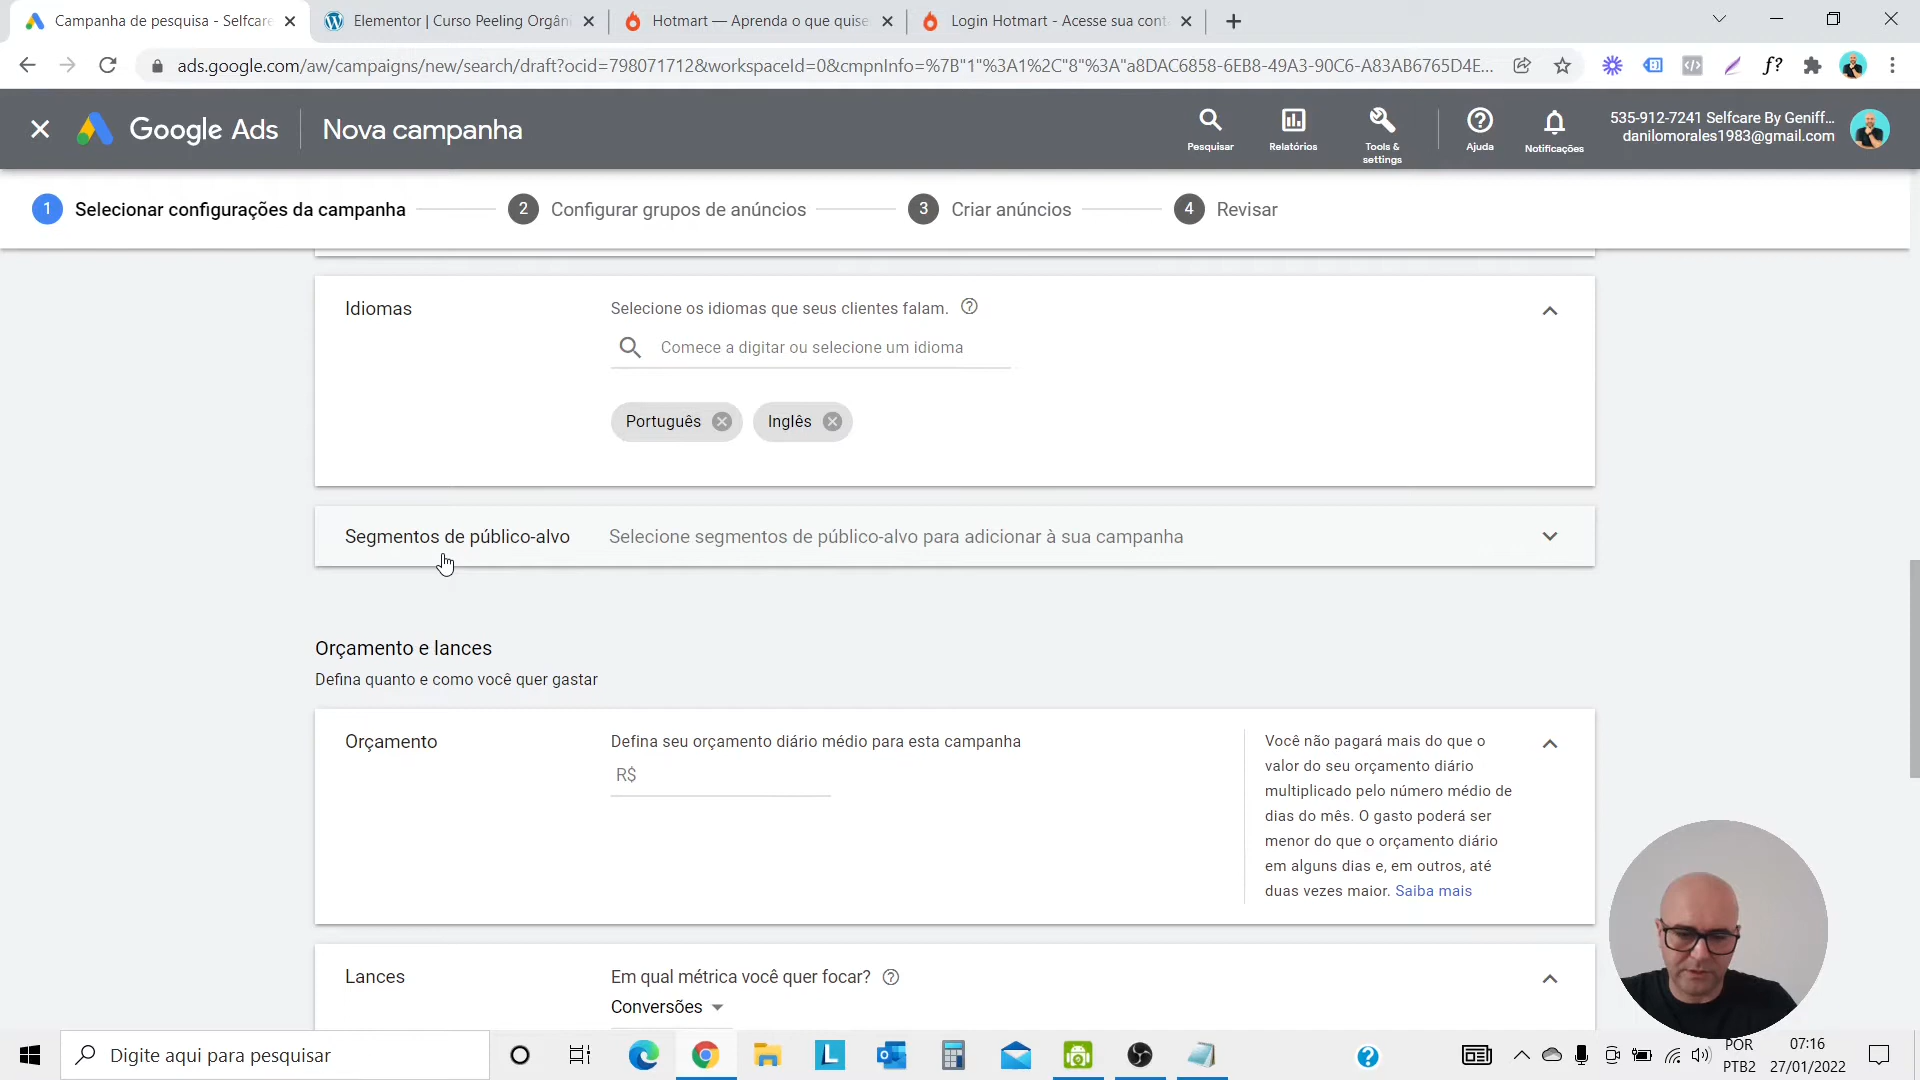 Campanha de pesquisa - Selfcare
Elementor | Curso Peeling Orgân
Hotmart — Aprenda o que quise
Login Hotmart - Acesse sua cont
ads.google.com/aw/campaigns/new/search/draft?ocid=798071712&workspaceId=0&cmpnInfo=%7B"1"%3A1%2C"8"%3A"a8DAC6858-6EB8-49A3-90C6-A83AB6765D4E...
f?
Google Ads
Nova campanha
Pesquisar
Relatórios
Tools &
settings
Ajuda
Notificações
535-912-7241 Selfcare By Geniff...
danilomorales1983@gmail.com
1 Selecionar configurações da campanha
2 Configurar grupos de anúncios
3 Criar anúncios
4 Revisar
Idiomas
Selecione os idiomas que seus clientes falam.
Comece a digitar ou selecione um idioma
Português
Inglês
Segmentos de público-alvo
Selecione segmentos de público-alvo para adicionar à sua campanha
Orçamento e lances
Defina quanto e como você quer gastar
Orçamento
Defina seu orçamento diário médio para esta campanha
R$
Você não pagará mais do que o
valor do seu orçamento diário
multiplicado pelo número médio de
dias do mês. O gasto poderá ser
menor do que o orçamento diário
em alguns dias e, em outros, até
duas vezes maior. Saiba mais
Lances
Em qual métrica você quer focar?
Conversões
Digite aqui para pesquisar
L
POR
PTB2
07:16
27/01/2022